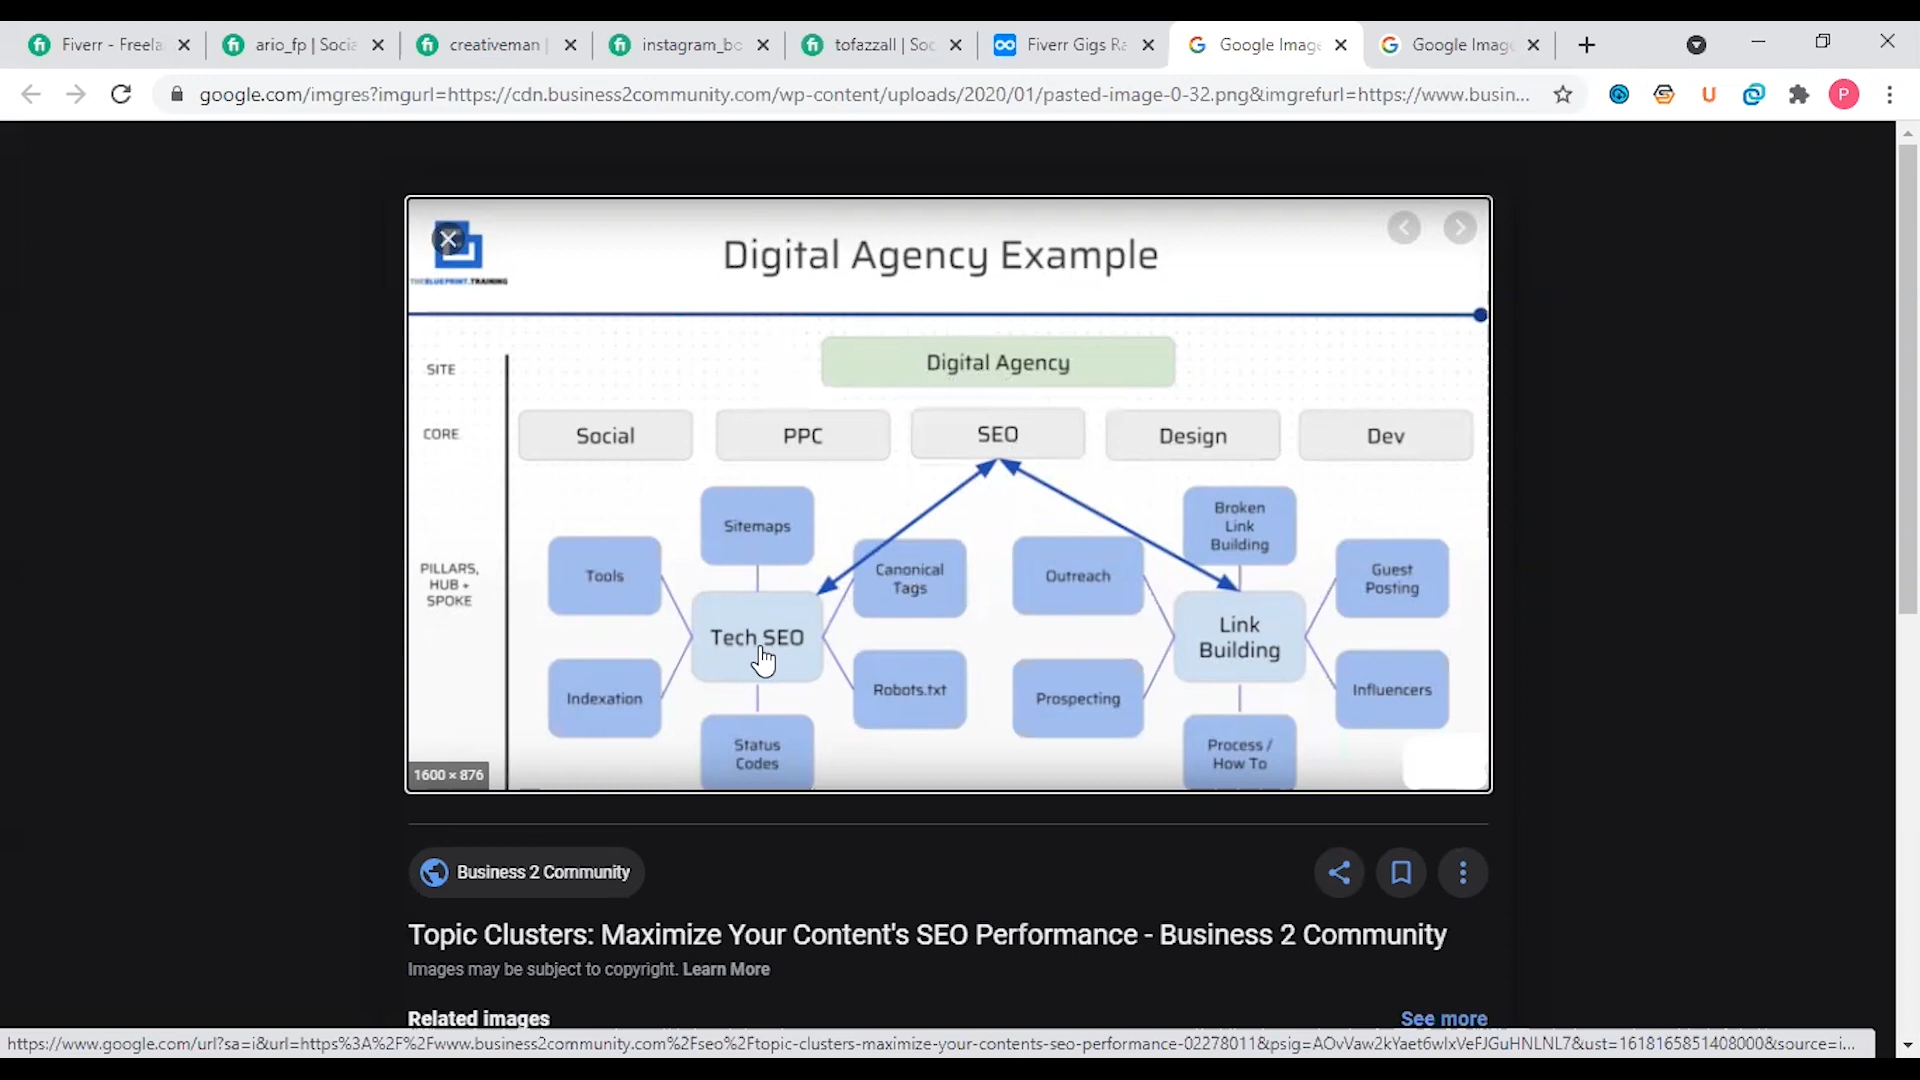 Fiverr - Freela
ario_fp | Socia
creativeman |
instagram_bo
tofazzall | Soc
Fiverr Gigs Ra
Google Image
Google Image
google.com/imgres?imgurl=https://cdn.business2community.com/wp-content/uploads/2020/01/pasted-image-0-32.png&imgrefurl=https://www.busin...
U
P
THEBLUEPRINT.TRAINING
Digital Agency Example
SITE
Digital Agency
CORE
Social
PPC
SEO
Design
Dev
PILLARS,
HUB +
SPOKE
Sitemaps
Tools
Canonical
Tags
Tech SEO
Indexation
Robots.txt
Status
Codes
Broken
Link
Building
Outreach
Guest
Posting
Link
Building
Prospecting
Influencers
Process /
How To
1600 × 876
Business 2 Community
Topic Clusters: Maximize Your Content's SEO Performance - Business 2 Community
Images may be subject to copyright. Learn More
Related images
See more
https://www.google.com/url?sa=i&url=https%3A%2F%2Fwww.business2community.com%2Fseo%2Ftopic-clusters-maximize-your-contents-seo-performance-02278011&psig=AOvVaw2kYaet6wIxVeFJGuHNLNL7&ust=1618165851408000&source=i...